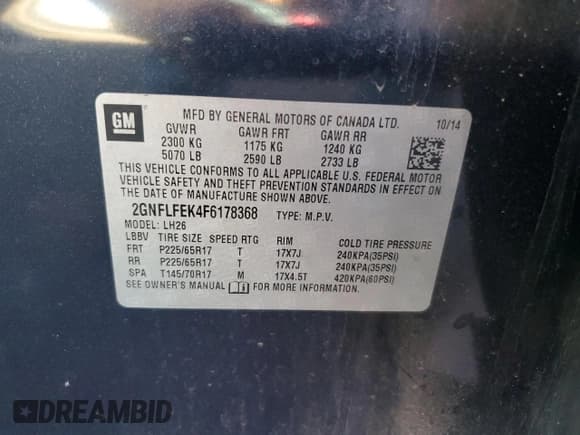 GM
MFD BY GENERAL MOTORS OF CANADA LTD. 10/14
GVWR GAWR FRT GAWR RR
2300 KG 1175 KG 1240 KG
5070 LB 2590 LB 2733 LB
THIS VEHICLE CONFORMS TO ALL APPLICABLE U.S. FEDERAL MOTOR
VEHICLE SAFETY AND THEFT PREVENTION STANDARDS IN EFFECT ON
THE DATE OF MANUFACTURE SHOWN ABOVE.
2GNFLFEK4F6178368 TYPE: M.P.V.
MODEL: LH26
LBBV TIRE SIZE SPEED RTG RIM COLD TIRE PRESSURE
FRT P225/65R17 T 17X7J 240KPA(35PSI)
RR P225/65R17 T 17X7J 240KPA(35PSI)
SPA T145/70R17 M 17X4.5T 420KPA(60PSI)
SEE OWNER'S MANUAL FOR MORE INFORMATION.
DREAMBID